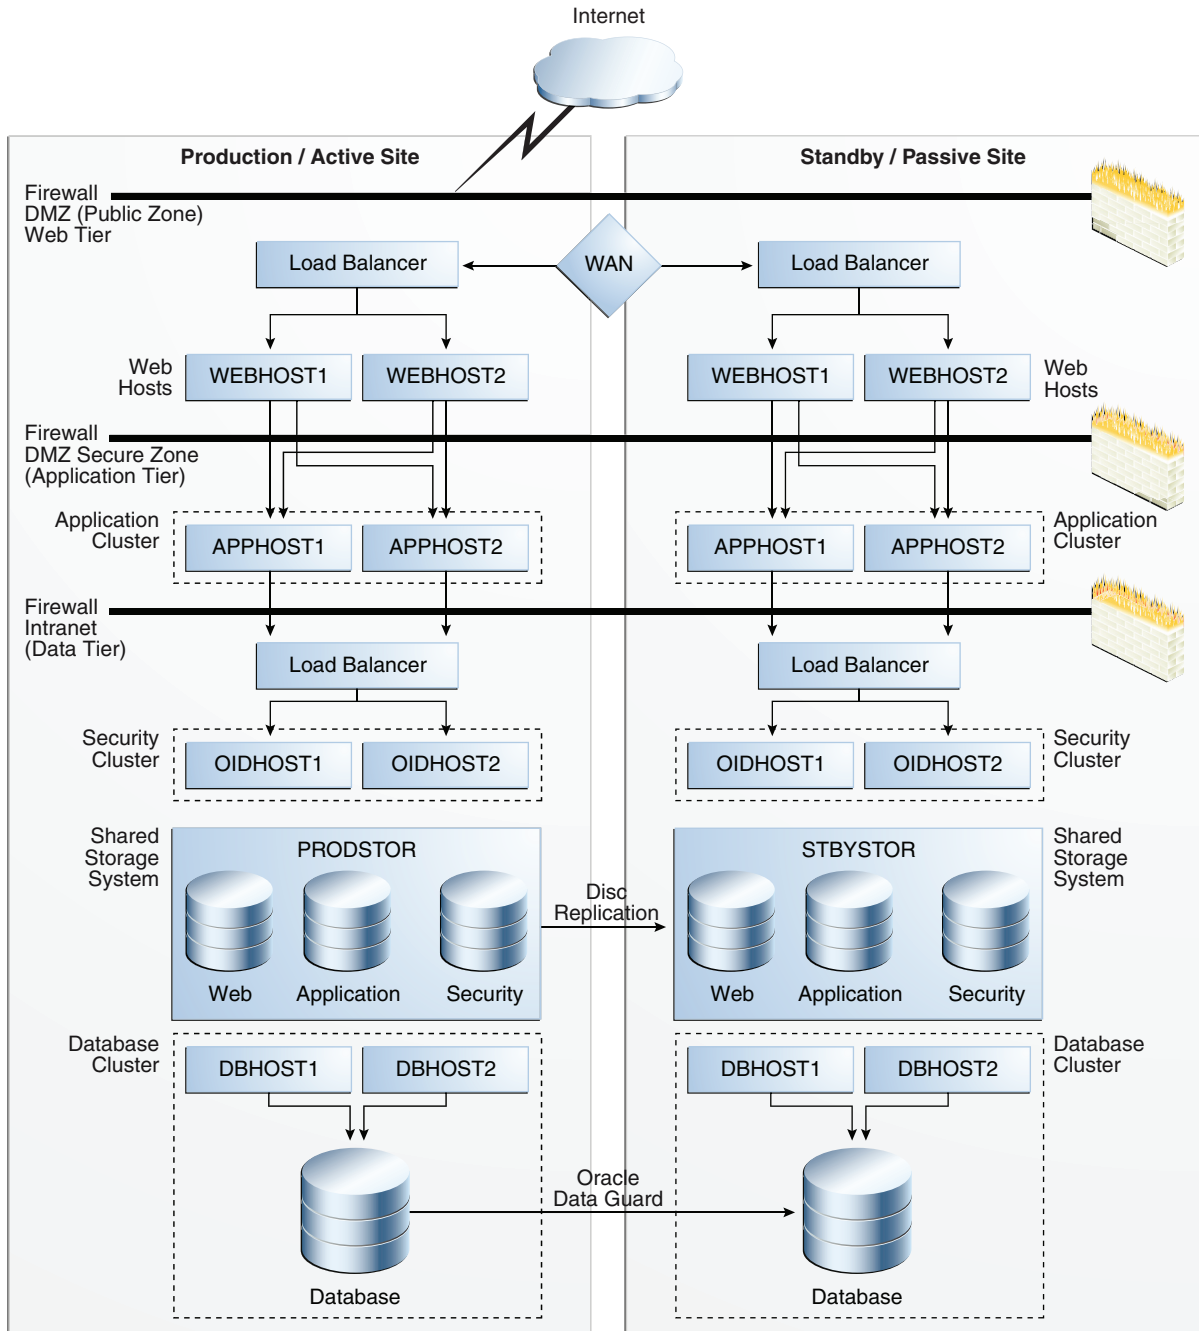 Internet
Production / Active Site
Standby / Passive Site
Firewall
DMZ (Public Zone)
Web Tier
Load Balancer
WAN
Load Balancer
Web
Hosts
WEBHOST1
WEBHOST2
WEBHOST1
WEBHOST2
Web
Hosts
Firewall
DMZ Secure Zone
(Application Tier)
Application
Cluster
APPHOST1
APPHOST2
APPHOST1
APPHOST2
Application
Cluster
Firewall
Intranet
(Data Tier)
Load Balancer
Load Balancer
Security
Cluster
OIDHOST1
OIDHOST2
OIDHOST1
OIDHOST2
Security
Cluster
Shared
Storage
System
PRODSTOR
Web
Application
Security
Disc
Replication
STBYSTOR
Web
Application
Security
Shared
Storage
System
Database
Cluster
DBHOST1
DBHOST2
DBHOST1
DBHOST2
Database
Cluster
Oracle
Data Guard
Database
Database